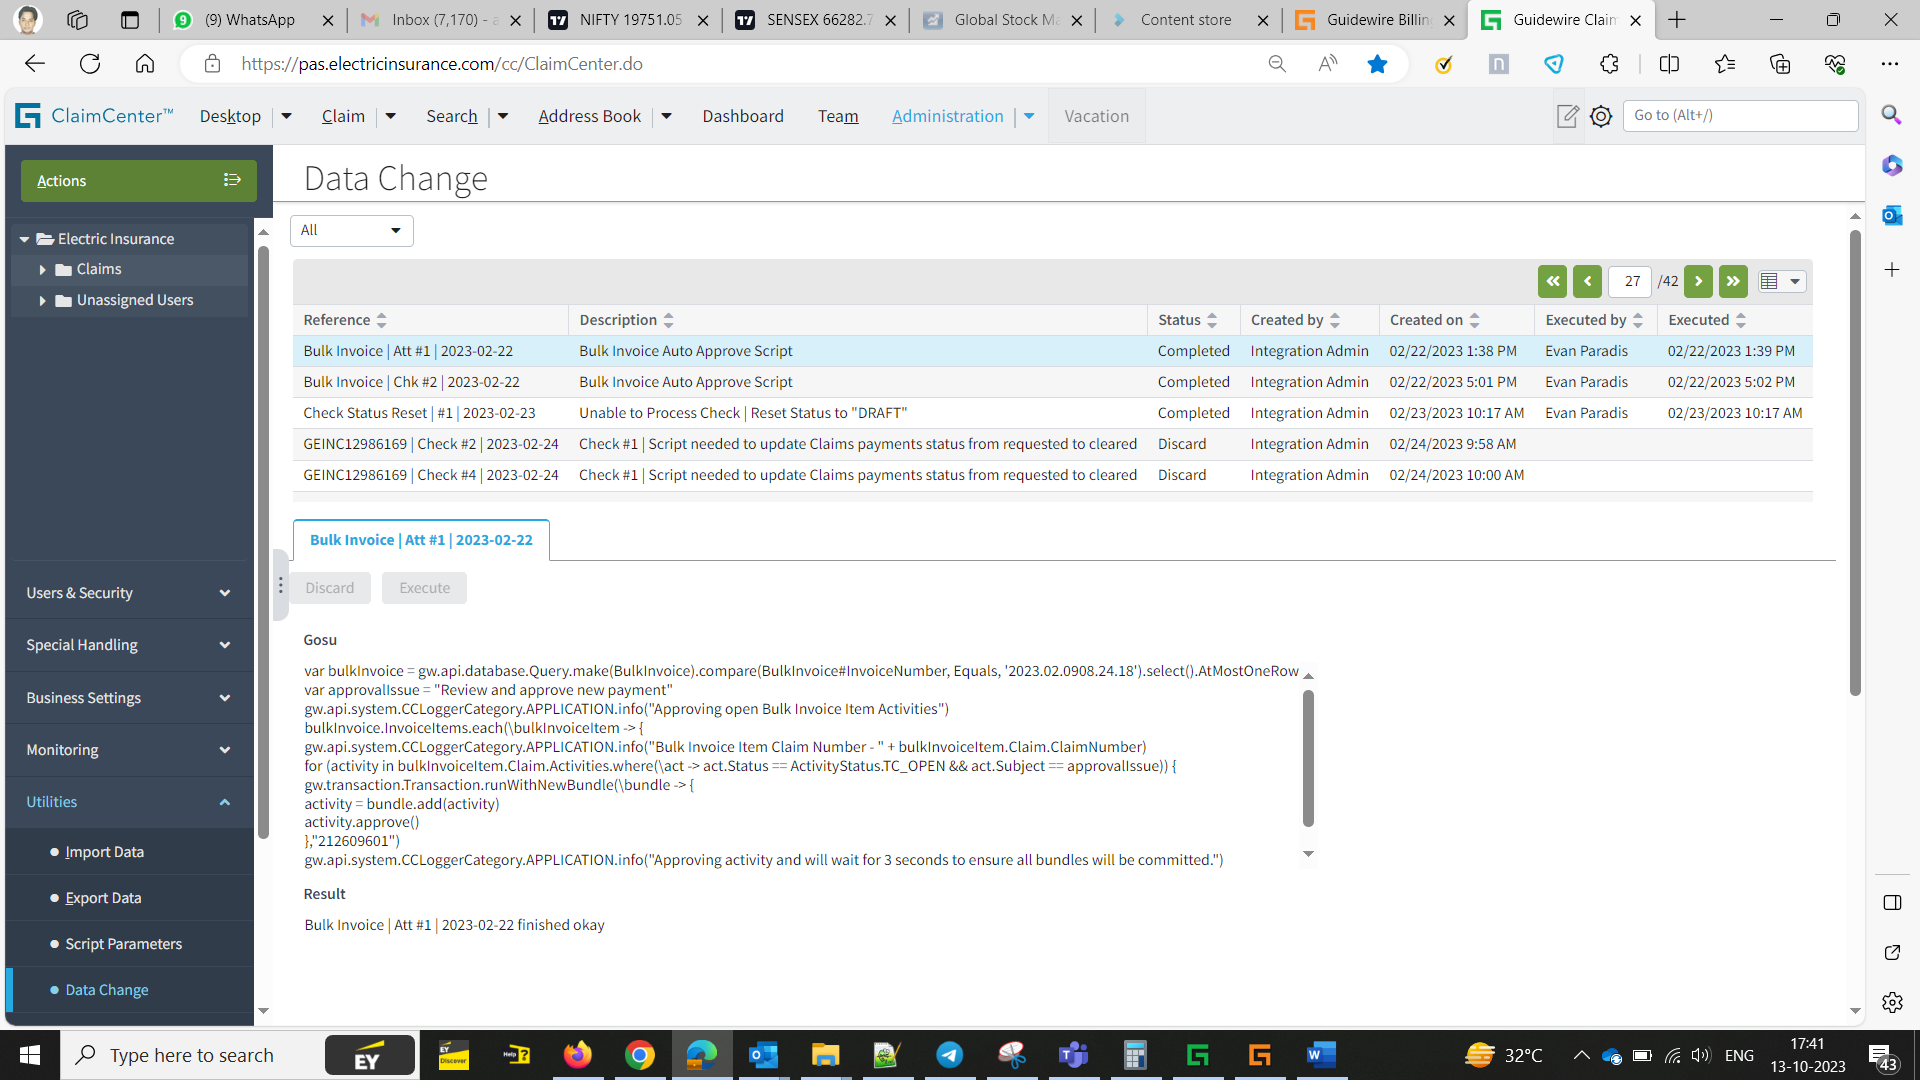 (9) WhatsApp
Inbox (7,170) - a
NIFTY 19751.05
SENSEX 66282.7
Global Stock Ma
Content store
Guidewire Billin
Guidewire Claim
https://pas.electricinsurance.com/cc/ClaimCenter.do
ClaimCenter™ Desktop Claim Search Address Book Dashboard Team Administration Vacation Go to (Alt+/)
Actions
Electric Insurance
Claims
Unassigned Users
Users & Security
Special Handling
Business Settings
Monitoring
Utilities
Import Data
Export Data
Script Parameters
Data Change
Data Change
All
27 /42
Reference Description Status Created by Created on Executed by Executed
Bulk Invoice | Att #1 | 2023-02-22 Bulk Invoice Auto Approve Script Completed Integration Admin 02/22/2023 1:38 PM Evan Paradis 02/22/2023 1:39 PM
Bulk Invoice | Chk #2 | 2023-02-22 Bulk Invoice Auto Approve Script Completed Integration Admin 02/22/2023 5:01 PM Evan Paradis 02/22/2023 5:02 PM
Check Status Reset | #1 | 2023-02-23 Unable to Process Check | Reset Status to "DRAFT" Completed Integration Admin 02/23/2023 10:17 AM Evan Paradis 02/23/2023 10:17 AM
GEINC12986169 | Check #2 | 2023-02-24 Check #1 | Script needed to update Claims payments status from requested to cleared Discard Integration Admin 02/24/2023 9:58 AM
GEINC12986169 | Check #4 | 2023-02-24 Check #1 | Script needed to update Claims payments status from requested to cleared Discard Integration Admin 02/24/2023 10:00 AM
Bulk Invoice | Att #1 | 2023-02-22
Discard Execute
Gosu
var bulkInvoice = gw.api.database.Query.make(BulkInvoice).compare(BulkInvoice#InvoiceNumber, Equals, '2023.02.0908.24.18').select().AtMostOneRow
var approvalIssue = "Review and approve new payment"
gw.api.system.CCLoggerCategory.APPLICATION.info("Approving open Bulk Invoice Item Activities")
bulkInvoice.InvoiceItems.each(\bulkInvoiceItem -> {
gw.api.system.CCLoggerCategory.APPLICATION.info("Bulk Invoice Item Claim Number - " + bulkInvoiceItem.Claim.ClaimNumber)
for (activity in bulkInvoiceItem.Claim.Activities.where(\act -> act.Status == ActivityStatus.TC_OPEN && act.Subject == approvalIssue)) {
gw.transaction.Transaction.runWithNewBundle(\bundle -> {
activity = bundle.add(activity)
activity.approve()
},"212609601")
gw.api.system.CCLoggerCategory.APPLICATION.info("Approving activity and will wait for 3 seconds to ensure all bundles will be committed.")
Result
Bulk Invoice | Att #1 | 2023-02-22 finished okay
Type here to search
EY
EY Discover
Help ?
32°C
ENG
17:41
13-10-2023
43